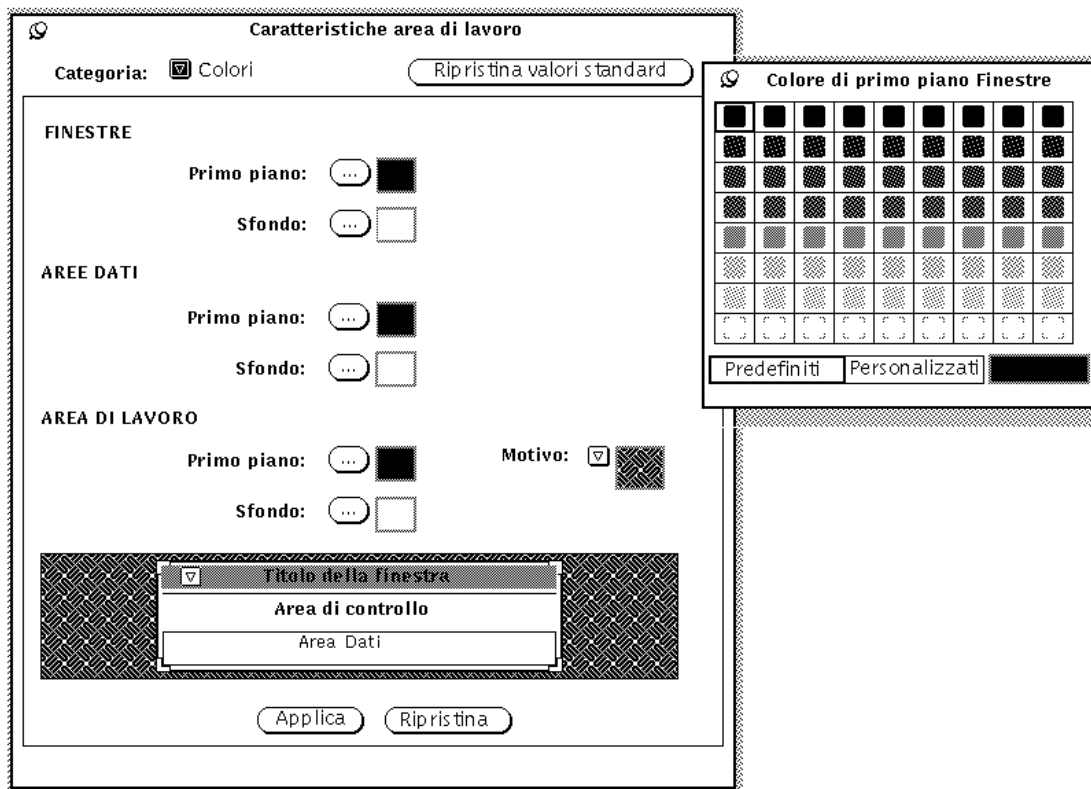 Caratteristiche area di lavoro
Categoria: Colori
Ripristina valori standard
FINESTRE
Primo piano: ...
Sfondo: ...
AREE DATI
Primo piano: ...
Sfondo: ...
AREA DI LAVORO
Primo piano: ...
Motivo:
Sfondo: ...
Titolo della finestra
Area di controllo
Area Dati
Applica
Ripristina
Colore di primo piano Finestre
Predefiniti
Personalizzati